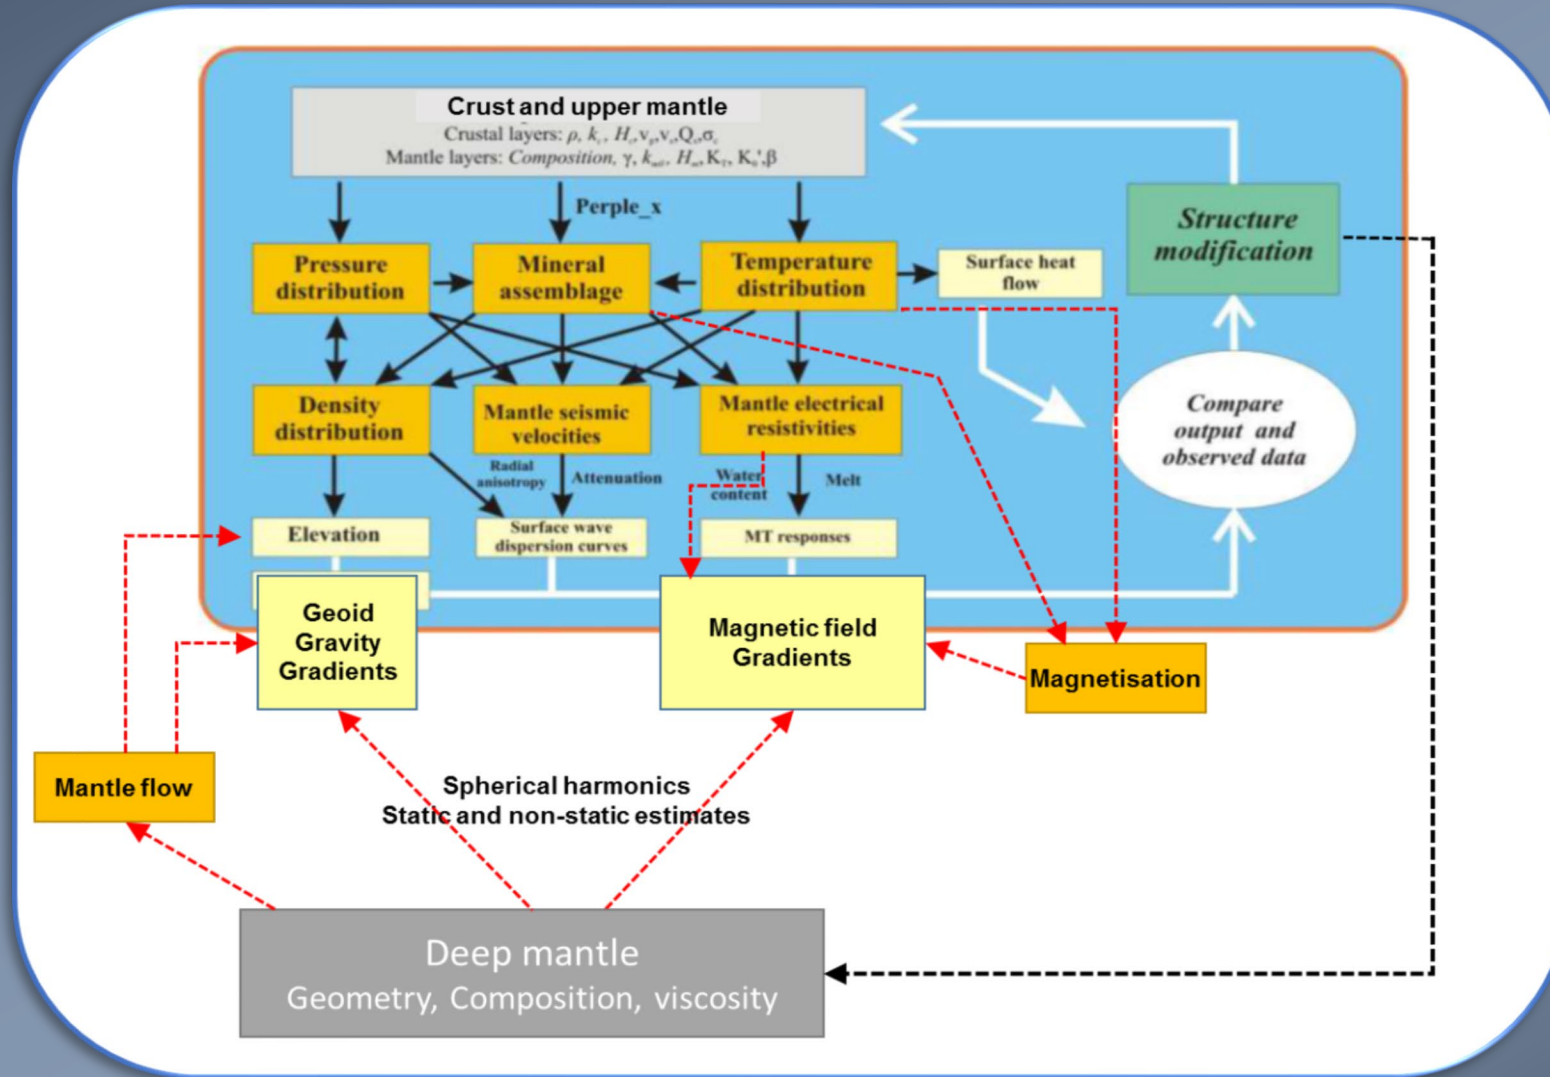 Crust and upper mantle
Crustal layers: ρ, k
Mantle layers: Composition, γ, k
Perple_x
Pressure
distribution
Mineral
assemblage
Temperature
distribution
Surface heat
flow
Structure
modification
Density
distribution
Mantle seismic
velocities
Mantle electrical
resistivities
Compare
output and
observed data
Radial
anisotropy
Attenuation
Water
content
Melt
Elevation
Surface wave
dispersion curves
MT responses
Geoid
Gravity
Gradients
Magnetic field
Gradients
Magnetisation
Mantle flow
Spherical harmonics
Static and non-static estimates
Deep mantle
Geometry, Composition, viscosity